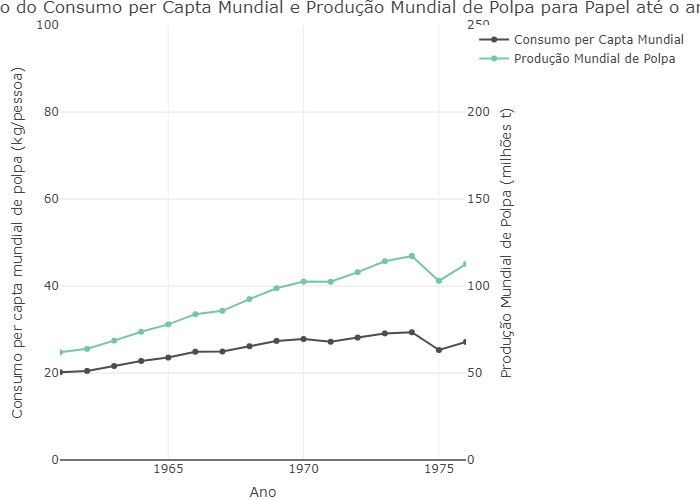 o do Consumo per Capta Mundial e Produção Mundial de Polpa para Papel até o a
100
80
60
40
20
0
Consumo per capta mundial de polpa (kg/pessoa)
1965
1970
1975
Ano
250
200
150
100
50
0
Produção Mundial de Polpa (milhões t)
Consumo per Capta Mundial
Produção Mundial de Polpa